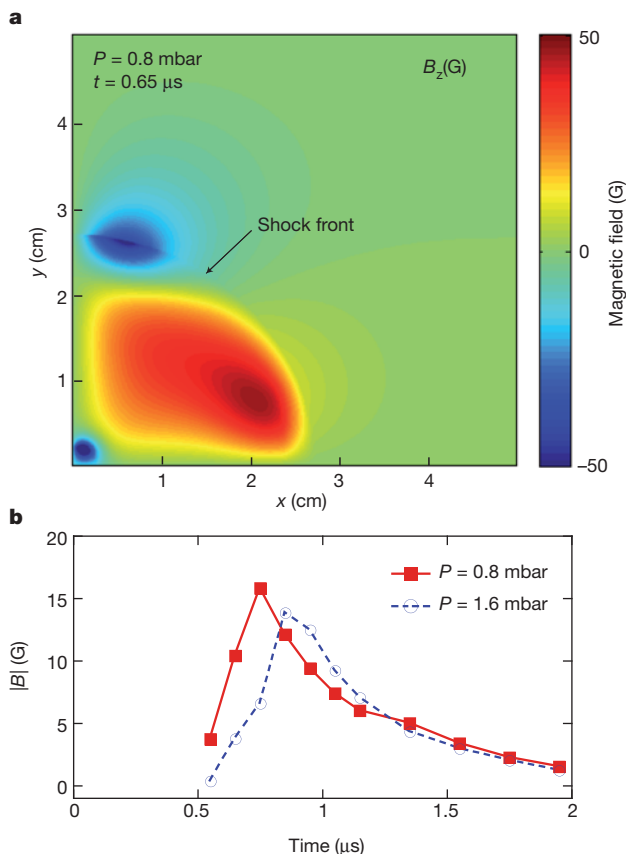 a
P = 0.8 mbar
t = 0.65 μs
B_z(G)
Shock front
4
3
2
1
y (cm)
1
2
3
4
x (cm)
50
0
–50
Magnetic field (G)
b
20
15
10
5
0
|B| (G)
P = 0.8 mbar
P = 1.6 mbar
0
0.5
1
1.5
2
Time (μs)